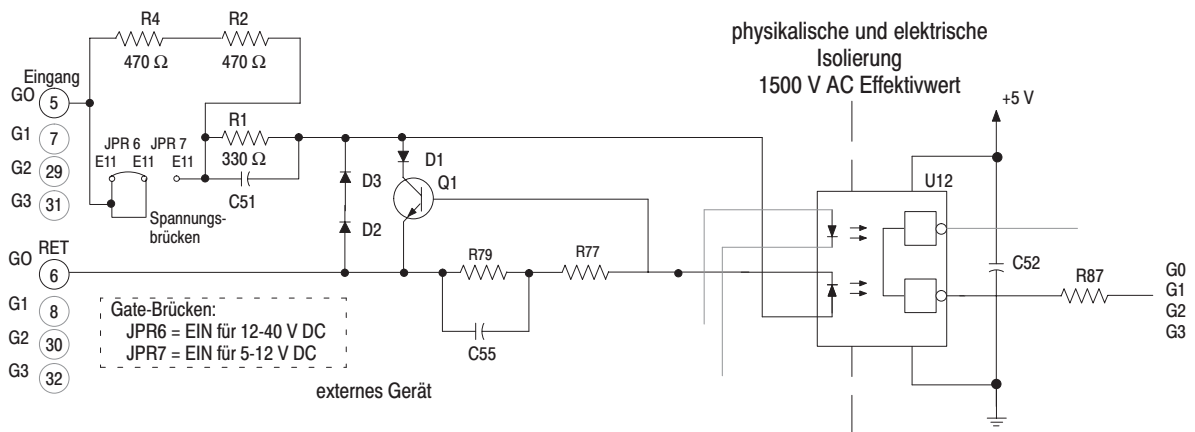 R4
R2
470 Ω
470 Ω
Eingang
GO 5
G1 7
G2 29
G3 31
R1
330 Ω
C51
JPR 6
JPR 7
E11
E11
E11
Spannungs-
brücken
D1
D3
Q1
D2
physikalische und elektrische
Isolierung
1500 V AC Effektivwert
+5 V
U12
C52
R87
G0
G1
G2
G3
RET
GO 6
G1 8
G2 30
G3 32
R79
R77
C55
Gate-Brücken:
JPR6 = EIN für 12-40 V DC
JPR7 = EIN für 5-12 V DC
externes Gerät